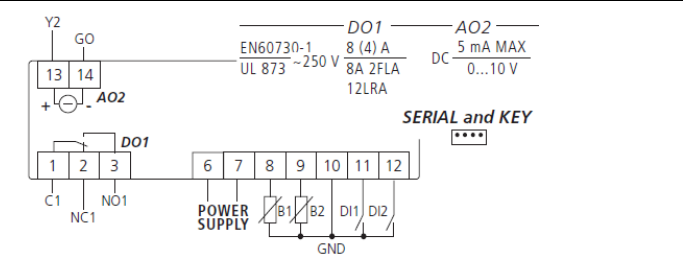 Y2
GO
DO1
AO2
EN60730-1
UL 873
~250 V
8 (4) A
8A 2FLA
12LRA
DC
5 mA MAX
0...10 V
13 14
+ - AO2
SERIAL and KEY
DO1
1 2 3 6 7 8 9 10 11 12
C1
NC1
NO1
POWER
SUPPLY
B1
B2
DI1
DI2
GND